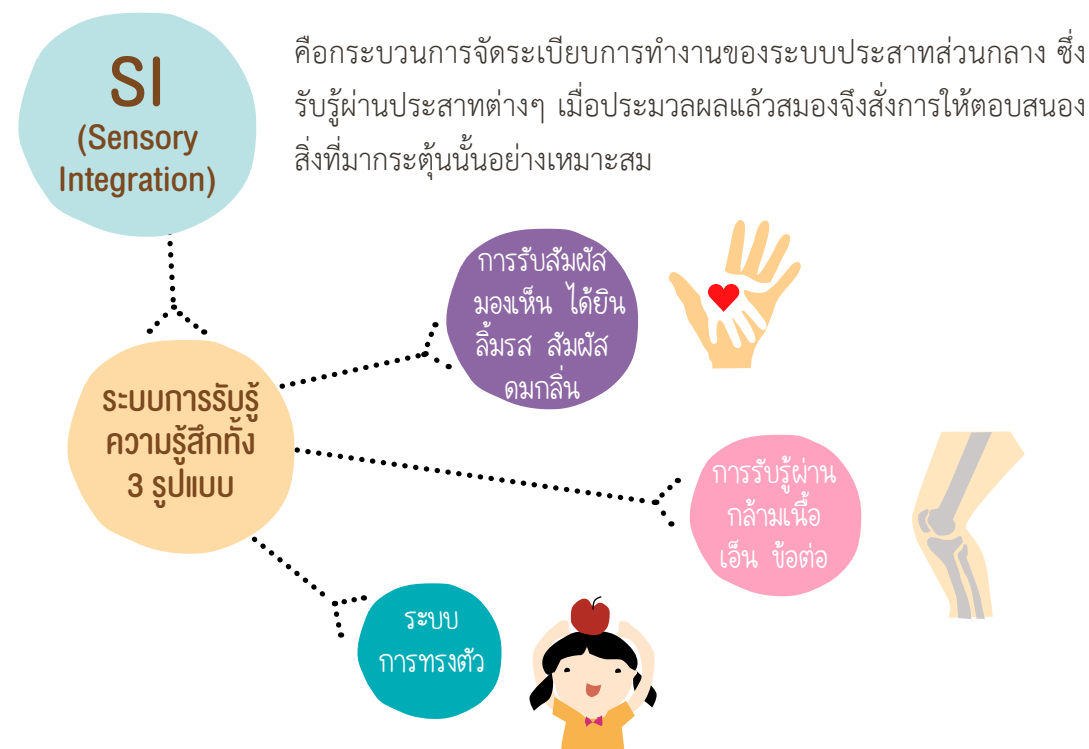 SI
(Sensory
Integration)
คือกระบวนการจัดระเบียบการทำงานของระบบประสาทส่วนกลาง ซึ่ง
รับรู้ผ่านประสาทต่างๆ เมื่อประมวลผลแล้วสมองจึงสั่งการให้ตอบสนอง
สิ่งที่มากระตุ้นนั้นอย่างเหมาะสม
การรับสัมผัส
มองเห็น ได้ยิน
ลิ้มรส สัมผัส
ดมกลิ่น
ระบบการรับรู้
ความรู้สึกทั้ง
3 รูปแบบ
การรับรู้ผ่าน
กล้ามเนื้อ
เอ็น ข้อต่อ
ระบบ
การทรงตัว